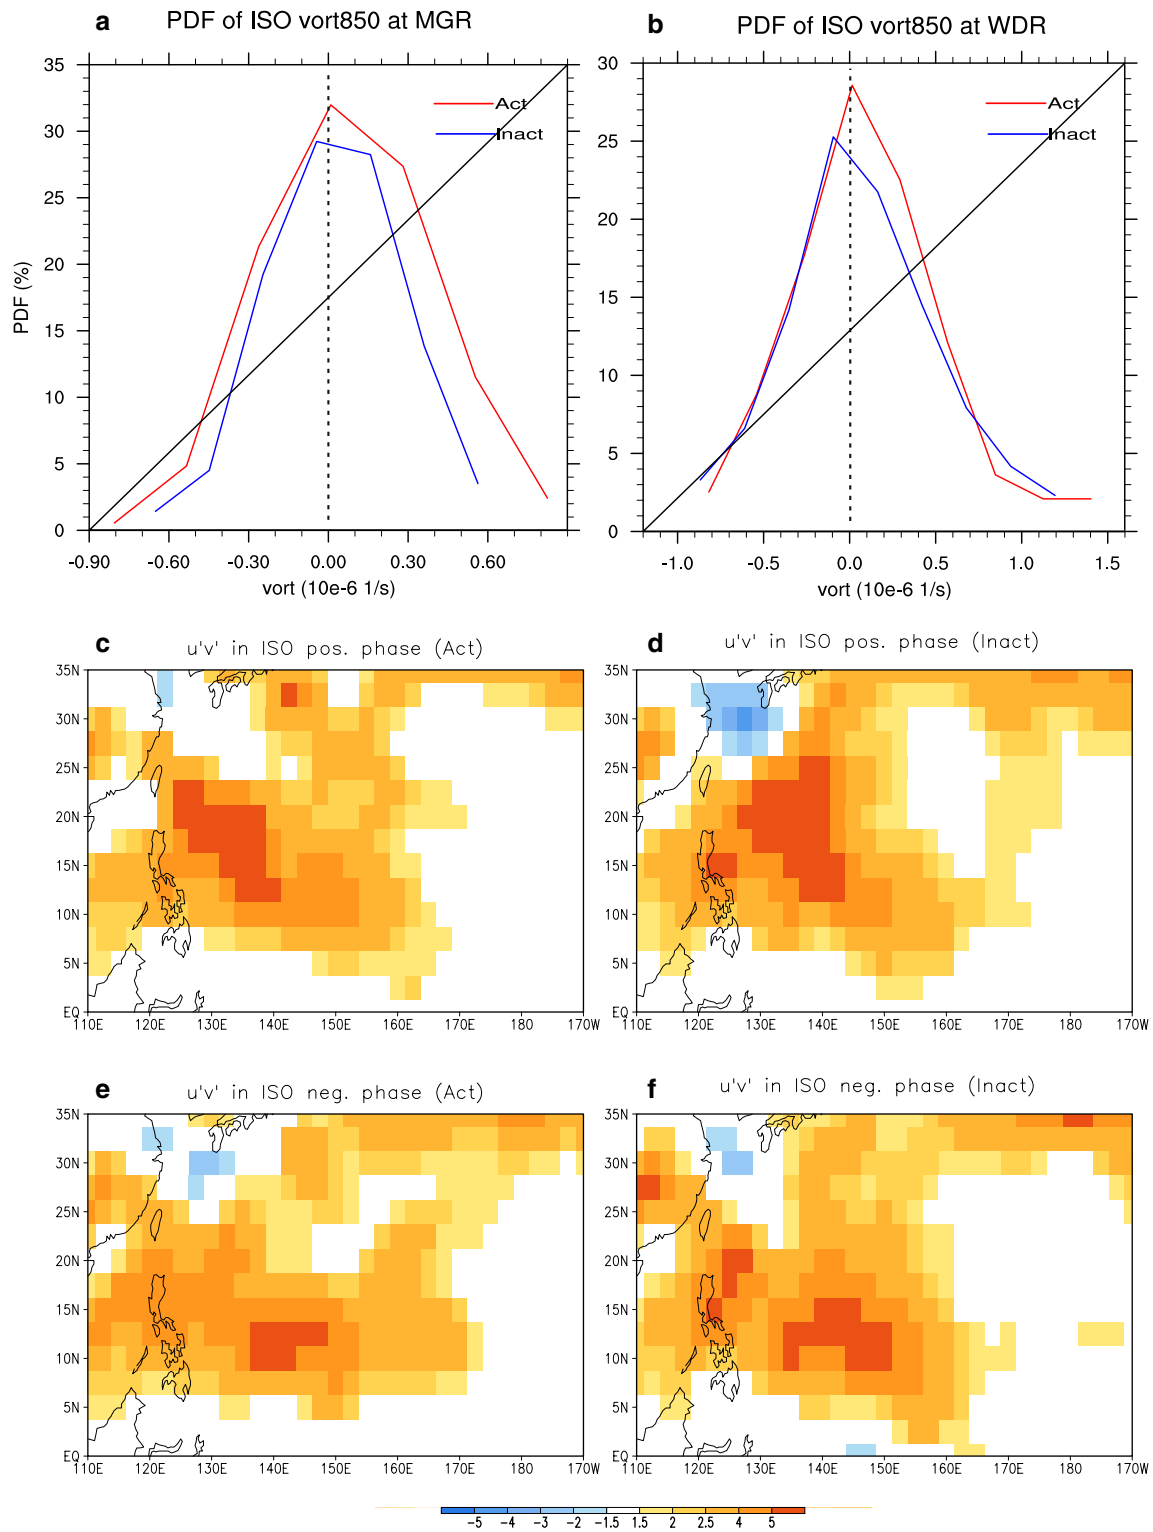 a PDF of ISO vort850 at MGR
b PDF of ISO vort850 at WDR
35
30
25
20
15
10
5
0
PDF (%)
Act
Inact
-0.90 -0.60 -0.30 0.00 0.30 0.60
vort (10e-6 1/s)
30
25
20
15
10
5
0
Act
Inact
-1.0 -0.5 0.0 0.5 1.0 1.5
vort (10e-6 1/s)
c u'v' in ISO pos. phase (Act)
35N
30N
25N
20N
15N
10N
5N
EQ
110E 120E 130E 140E 150E 160E 170E 170W
d u'v' in ISO pos. phase (Inact)
35N
30N
25N
20N
15N
10N
5N
EQ
110E 120E 130E 140E 150E 160E 170E 170W
e u'v' in ISO neg. phase (Act)
35N
30N
25N
20N
15N
10N
5N
EQ
110E 120E 130E 140E 150E 160E 170E 170W
f u'v' in ISO neg. phase (Inact)
35N
30N
25N
20N
15N
10N
5N
EQ
110E 120E 130E 140E 150E 160E 170E 170W
-5 -4 -3 -2 -1.5 1.5 2 2.5 4 5